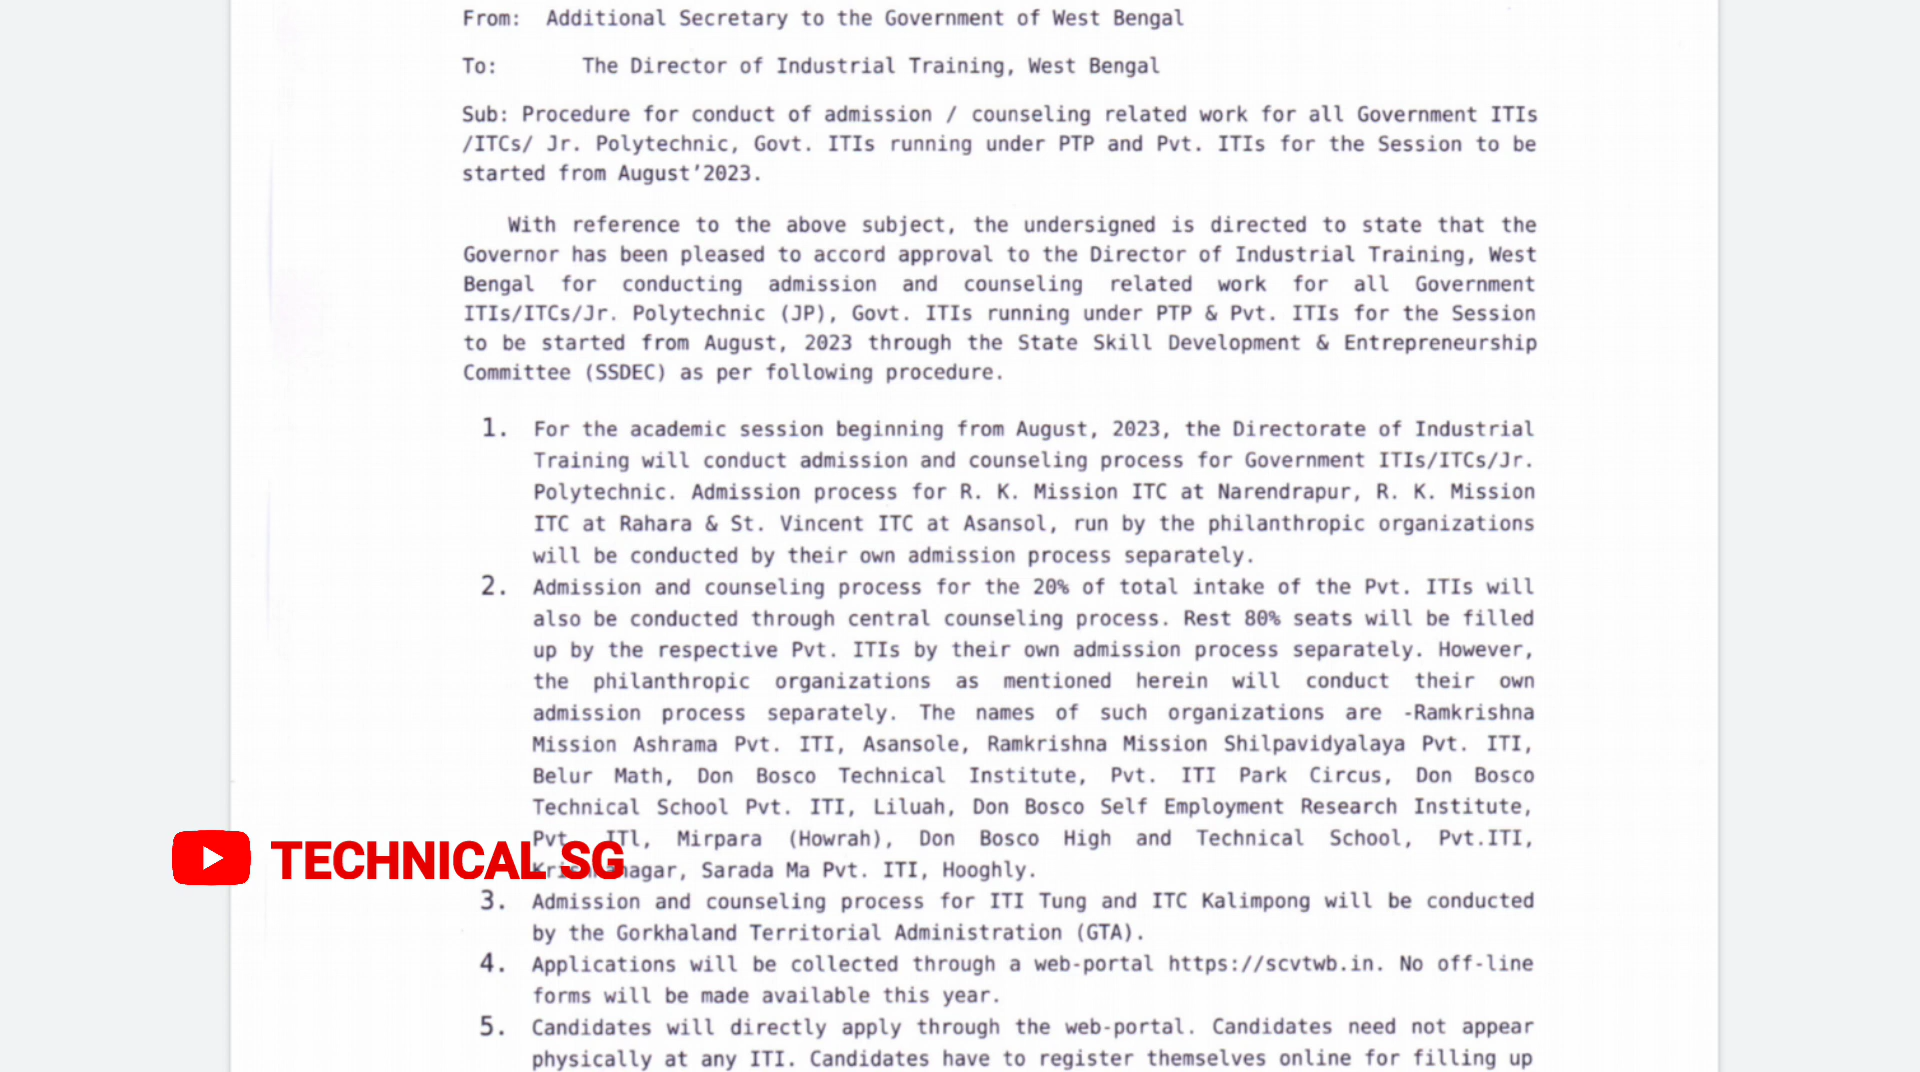 From: Additional Secretary to the Government of West Bengal
To: The Director of Industrial Training, West Bengal
Sub: Procedure for conduct of admission / counseling related work for all Government ITIs
/ITCs/ Jr. Polytechnic, Govt. ITIs running under PTP and Pvt. ITIs for the Session to be
started from August'2023.
With reference to the above subject, the undersigned is directed to state that the
Governor has been pleased to accord approval to the Director of Industrial Training, West
Bengal for conducting admission and counseling related work for all Government
ITIs/ITCs/Jr. Polytechnic (JP), Govt. ITIs running under PTP & Pvt. ITIs for the Session
to be started from August, 2023 through the State Skill Development & Entrepreneurship
Committee (SSDEC) as per following procedure.
1. For the academic session beginning from August, 2023, the Directorate of Industrial
Training will conduct admission and counseling process for Government ITIs/ITCs/Jr.
Polytechnic. Admission process for R. K. Mission ITC at Narendrapur, R. K. Mission
ITC at Rahara & St. Vincent ITC at Asansol, run by the philanthropic organizations
will be conducted by their own admission process separately.
2. Admission and counseling process for the 20% of total intake of the Pvt. ITIs will
also be conducted through central counseling process. Rest 80% seats will be filled
up by the respective Pvt. ITIs by their own admission process separately. However,
the philanthropic organizations as mentioned herein will conduct their own
admission process separately. The names of such organizations are -Ramkrishna
Mission Ashrama Pvt. ITI, Asansole, Ramkrishna Mission Shilpavidyalaya Pvt. ITI,
Belur Math, Don Bosco Technical Institute, Pvt. ITI Park Circus, Don Bosco
Technical School Pvt. ITI, Liluah, Don Bosco Self Employment Research Institute,
Pvt. ITl, Mirpara (Howrah), Don Bosco High and Technical School, Pvt.ITI,
TECHNICAL SG
Krishnanagar, Sarada Ma Pvt. ITI, Hooghly.
3. Admission and counseling process for ITI Tung and ITC Kalimpong will be conducted
by the Gorkhaland Territorial Administration (GTA).
4. Applications will be collected through a web-portal https://scvtwb.in. No off-line
forms will be made available this year.
5. Candidates will directly apply through the web-portal. Candidates need not appear
physically at any ITI. Candidates have to register themselves online for filling up